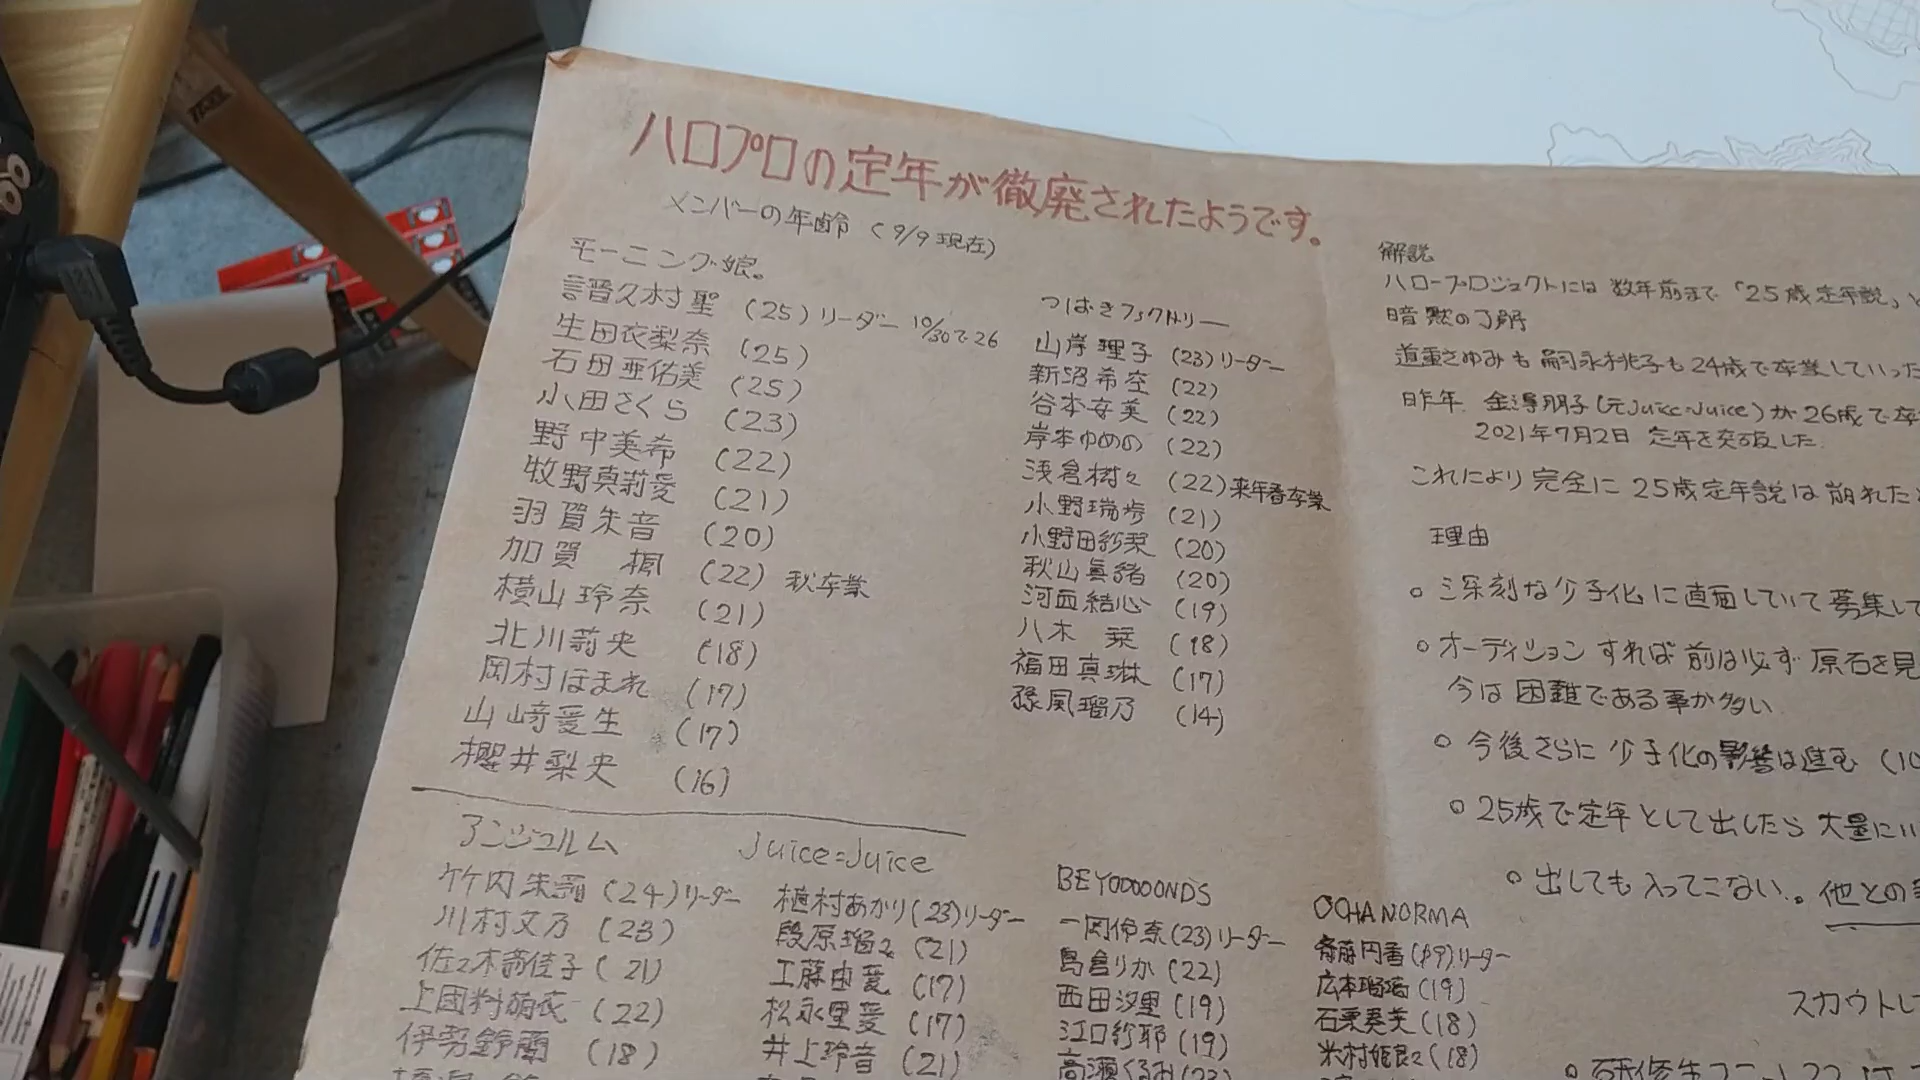 ハロプロの定年が徹廃されたようです。
メンバーの年齢 (9/9 現在)
モーニング娘。
譜久村聖 (25) リーダー 10/30で26
生田衣梨奈 (25)
石田亜佑美 (25)
小田さくら (23)
野中美希 (22)
牧野真莉愛 (21)
羽賀朱音 (20)
加賀 楓 (22) 秋卒業
横山玲奈 (21)
北川莉央 (18)
岡村ほまれ (17)
山﨑愛生 (17)
櫻井梨央 (16)
つばきファクトリー
山岸理子 (23) リーダー
新沼希空 (22)
谷本安美 (22)
岸本ゆめの (22)
浅倉樹々 (22) 来年春卒業
小野瑞歩 (21)
小野田紗栞 (20)
秋山眞緒 (20)
河西結心 (19)
八木 栞 (18)
福田真琳 (17)
豫風瑠乃 (14)
アンジュルム
竹内朱莉 (24) リーダー
川村文乃 (23)
佐々木莉佳子 (21)
上國料萌衣 (22)
伊勢鈴蘭 (18)
Juice=Juice
植村あかり (23) リーダー
段原瑠々 (21)
工藤由愛 (17)
松永里愛 (17)
井上玲音 (21)
BEYOOOOONDS
一岡伶奈 (23) リーダー
島倉りか (22)
西田汐里 (19)
江口紗耶 (19)
高瀬くるみ (23)
OCHA NORMA
斉藤円香 (19) リーダー
広本瑠璃 (19)
石栗奏美 (18)
米村姫良々 (18)
解説
ハロープロジェクトには 数年前まで 「25歳定年説」
暗黙の了解
道重さゆみも 嗣永桃子も 24歳で卒業していった
昨年 金澤朋子(元Juice=Juice)が 26歳で卒
2021年7月2日 定年を突破した
これにより 完全に 25歳定年説は 崩れた
理由
○ 深刻な少子化に直面していて 募集して
○ オーディション すれば 前は必ず 原石を見
今は 困難である事が多い
○ 今後さらに 少子化の影響は進む (10
○ 25歳で定年として出したら 大量に
○ 出しても 入ってこない。他との
スカウトし